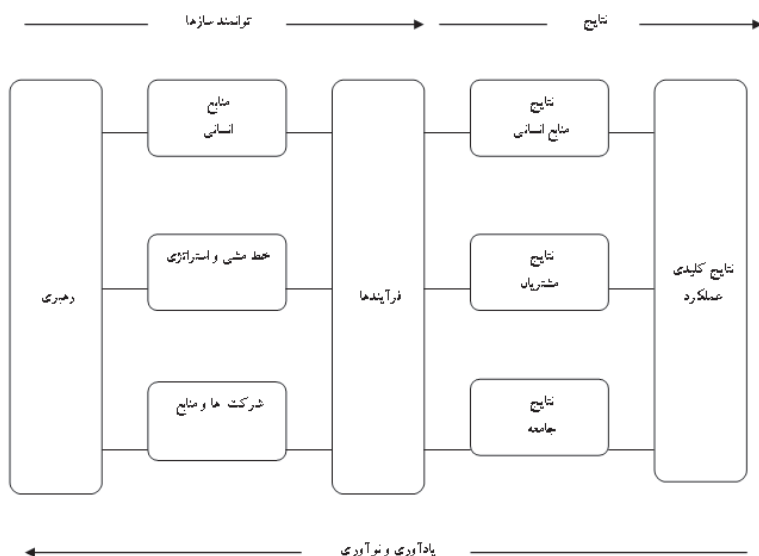 توانمند سازها
نتایج
رهبری
منابع
انسانی
خط مشی و استراتژی
شرکت ها و منابع
فرآیندها
نتایج
منابع انسانی
نتایج
مشتریان
نتایج
جامعه
نتایج کلیدی
عملکرد
یادآوری و نوآوری